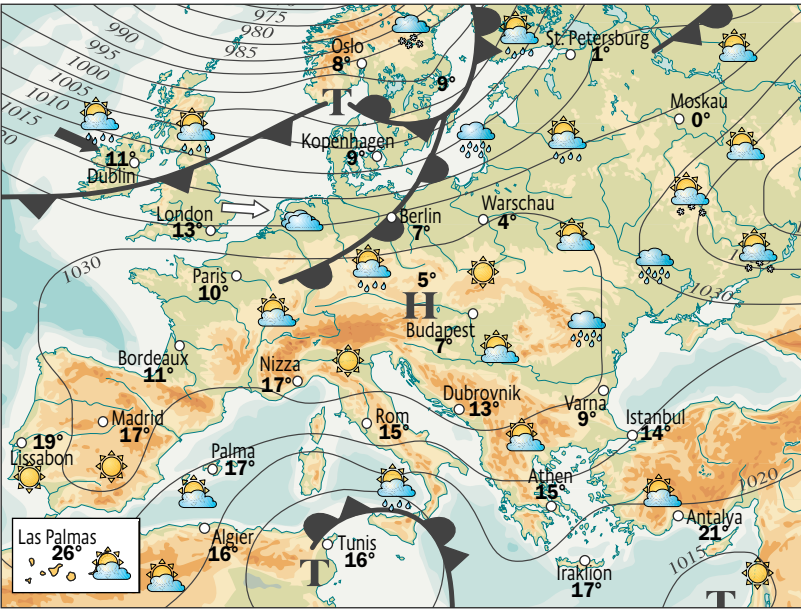 975
980
985
990
995
1000
1005
1010
1015
Oslo
8°
St. Petersburg
1°
9°
T
Moskau
0°
Kopenhagen
9°
11°
Dublin
London
13°
Berlin
7°
Warschau
4°
1030
Paris
10°
5°
H
Budapest
7°
1030
Bordeaux
11°
Nizza
17°
Dubrovnik
13°
Varna
9°
Madrid
17°
Rom
15°
Istanbul
14°
19°
Lissabon
Palma
17°
Athen
15°
1020
Las Palmas
26°
Algier
16°
Tunis
16°
T
Antalya
21°
1015
Iraklion
17°
T